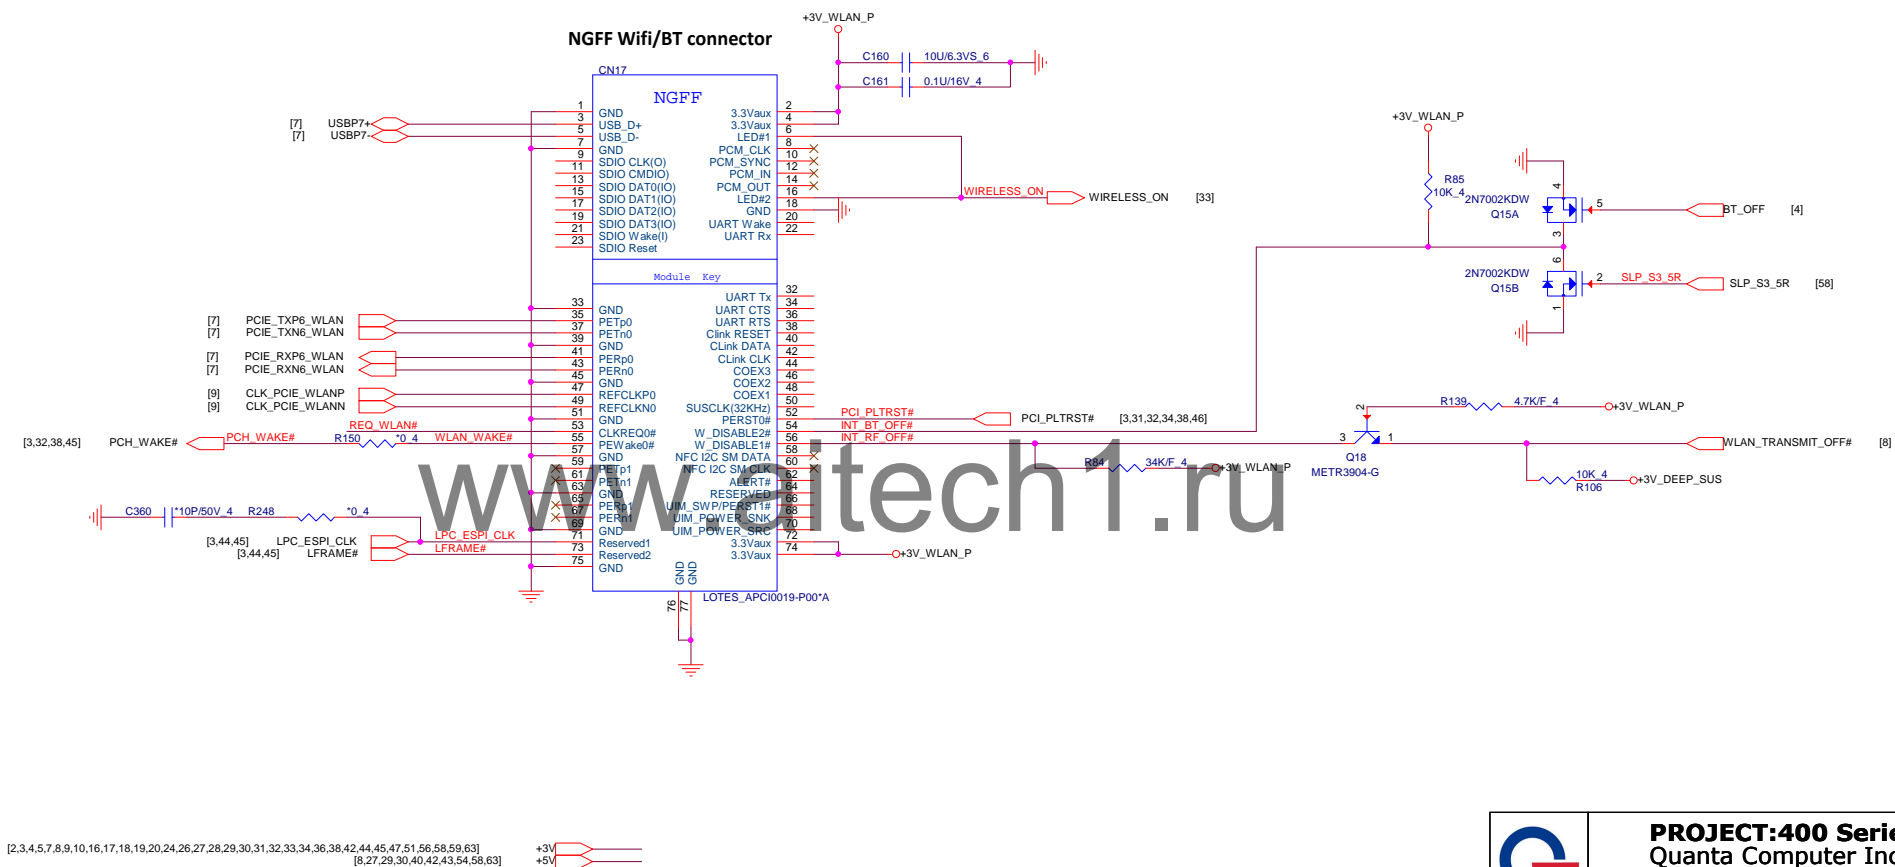 +3V_WLAN_P
NGFF Wifi/BT connector
C160 10U/6.3VS_6
C161 0.1U/16V_4
CN17
NGFF
1 GND
3 USB_D+
5 USB_D-
7 GND
9 SDIO CLK(O)
11 SDIO CMDIO)
13 SDIO DAT0(IO)
15 SDIO DAT1(IO)
17 SDIO DAT2(IO)
19 SDIO DAT3(IO)
21 SDIO Wake(I)
23 SDIO Reset
3.3Vaux 2
3.3Vaux 4
LED#1 6
PCM_CLK 8
PCM_SYNC 10
PCM_IN 12
PCM_OUT 14
LED#2 16
GND 18
UART Wake 20
UART Rx 22
[7] USBP7+
[7] USBP7-
WIRELESS_ON
WIRELESS_ON [33]
Module Key
33 GND
35 PETp0
37 PETn0
39 GND
41 PERp0
43 PERn0
45 GND
47 REFCLKP0
49 REFCLKN0
51 GND
53 CLKREQ0#
55 PEWake0#
57 GND
59 PETp1
61 PETn1
63 GND
65 PERp1
67 PERn1
69 GND
71 Reserved1
73 Reserved2
75 GND
UART Tx 32
UART CTS 34
UART RTS 36
Clink RESET 38
CLink DATA 40
CLink CLK 42
COEX3 44
COEX2 46
COEX1 48
SUSCLK(32KHz) 50
PERST0# 52
W_DISABLE2# 54
W_DISABLE1# 56
NFC I2C SM DATA 58
NFC I2C SM CLK 60
ALERT# 62
RESERVED 64
UIM_SWP/PERST1# 66
UIM_POWER_SNK 68
UIM_POWER_SRC 70
3.3Vaux 72
3.3Vaux 74
GND 76
GND 77
LOTES_APCI0019-P00*A
[7] PCIE_TXP6_WLAN
[7] PCIE_TXN6_WLAN
[7] PCIE_RXP6_WLAN
[7] PCIE_RXN6_WLAN
[9] CLK_PCIE_WLANP
[9] CLK_PCIE_WLANN
REQ_WLAN#
[3,32,38,45] PCH_WAKE# PCH_WAKE# R150 *0_4 WLAN_WAKE#
C360 *10P/50V_4 R248 *0_4
[3,44,45] LPC_ESPI_CLK LPC_ESPI_CLK
[3,44,45] LFRAME# LFRAME#
PCI_PLTRST# PCI_PLTRST# [3,31,32,34,38,46]
INT_BT_OFF#
INT_RF_OFF#
R84 34K/F_4 +3V_WLAN_P
+3V_WLAN_P
+3V_WLAN_P
R85
10K_4
2N7002KDW
Q15A
4
5
3
BT_OFF [4]
2N7002KDW
Q15B
6
2
1
SLP_S3_5R SLP_S3_5R [58]
R139 4.7K/F_4 +3V_WLAN_P
2
3 1
Q18
METR3904-G
WLAN_TRANSMIT_OFF# [8]
10K_4
R106
+3V_DEEP_SUS
www.aitech1.ru
[2,3,4,5,7,8,9,10,16,17,18,19,20,24,26,27,28,29,30,31,32,33,34,36,38,42,44,45,47,51,56,58,59,63] +3V
[8,27,29,30,40,42,43,54,58,63] +5V
PROJECT:400 Serie
Quanta Computer Inc